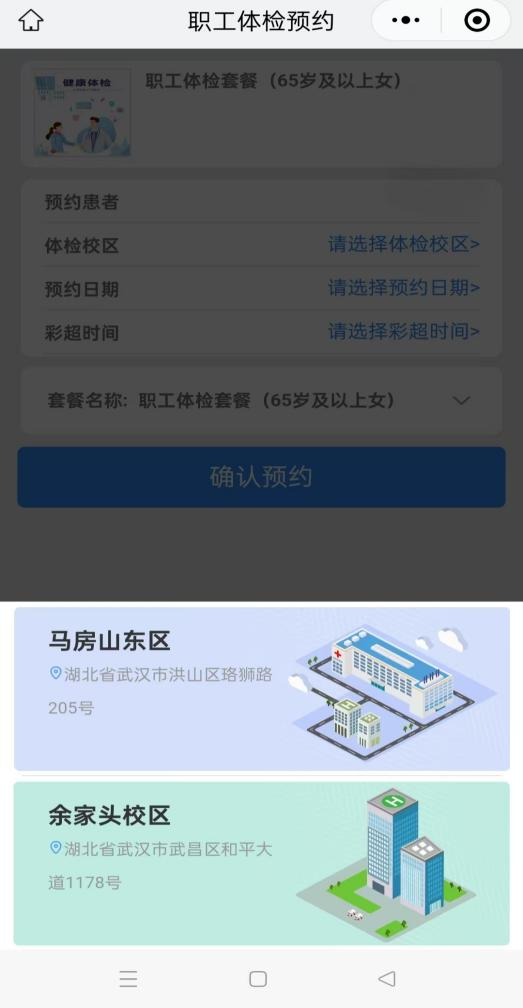 职工体检预约
健康体检
职工体检套餐（65岁及以上女）
预约患者
体检校区 请选择体检校区>
预约日期 请选择预约日期>
彩超时间 请选择彩超时间>
套餐名称: 职工体检套餐（65岁及以上女）
确认预约
马房山东区
湖北省武汉市洪山区珞狮路
205号
余家头校区
湖北省武汉市武昌区和平大
道1178号